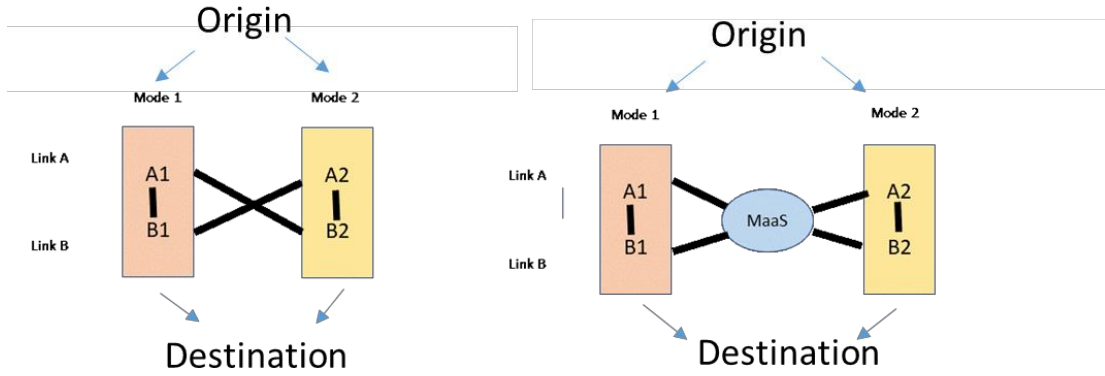 Origin
Mode 1 Mode 2
Link A
A1 A2
B1 B2
Link B
Destination
Origin
Mode 1 Mode 2
Link A
A1 A2
MaaS
B1 B2
Link B
Destination